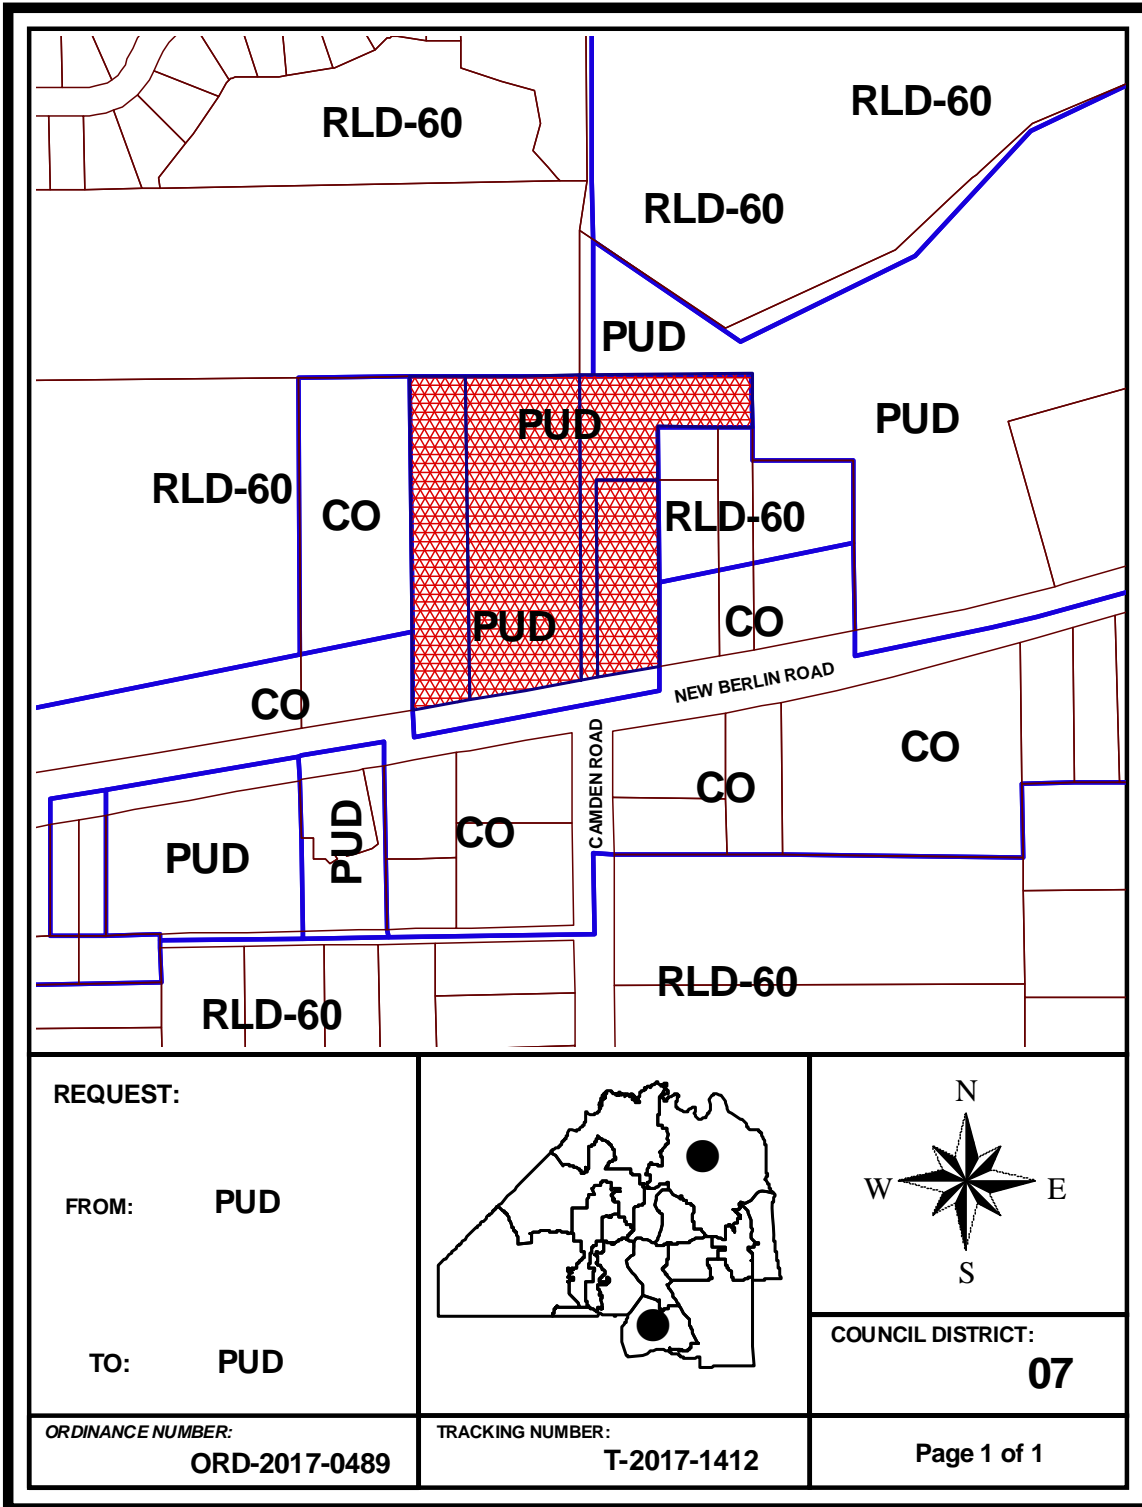 RLD-60
RLD-60
RLD-60
PUD
PUD
PUD
RLD-60
CO
RLD-60
PUD
CO
NEW BERLIN ROAD
CO
CAMDEN ROAD
CO
CO
PUD
PUD
CO
RLD-60
RLD-60
REQUEST:
FROM: PUD
TO: PUD
N
W E
S
COUNCIL DISTRICT:
07
ORDINANCE NUMBER:
ORD-2017-0489
TRACKING NUMBER:
T-2017-1412
Page 1 of 1